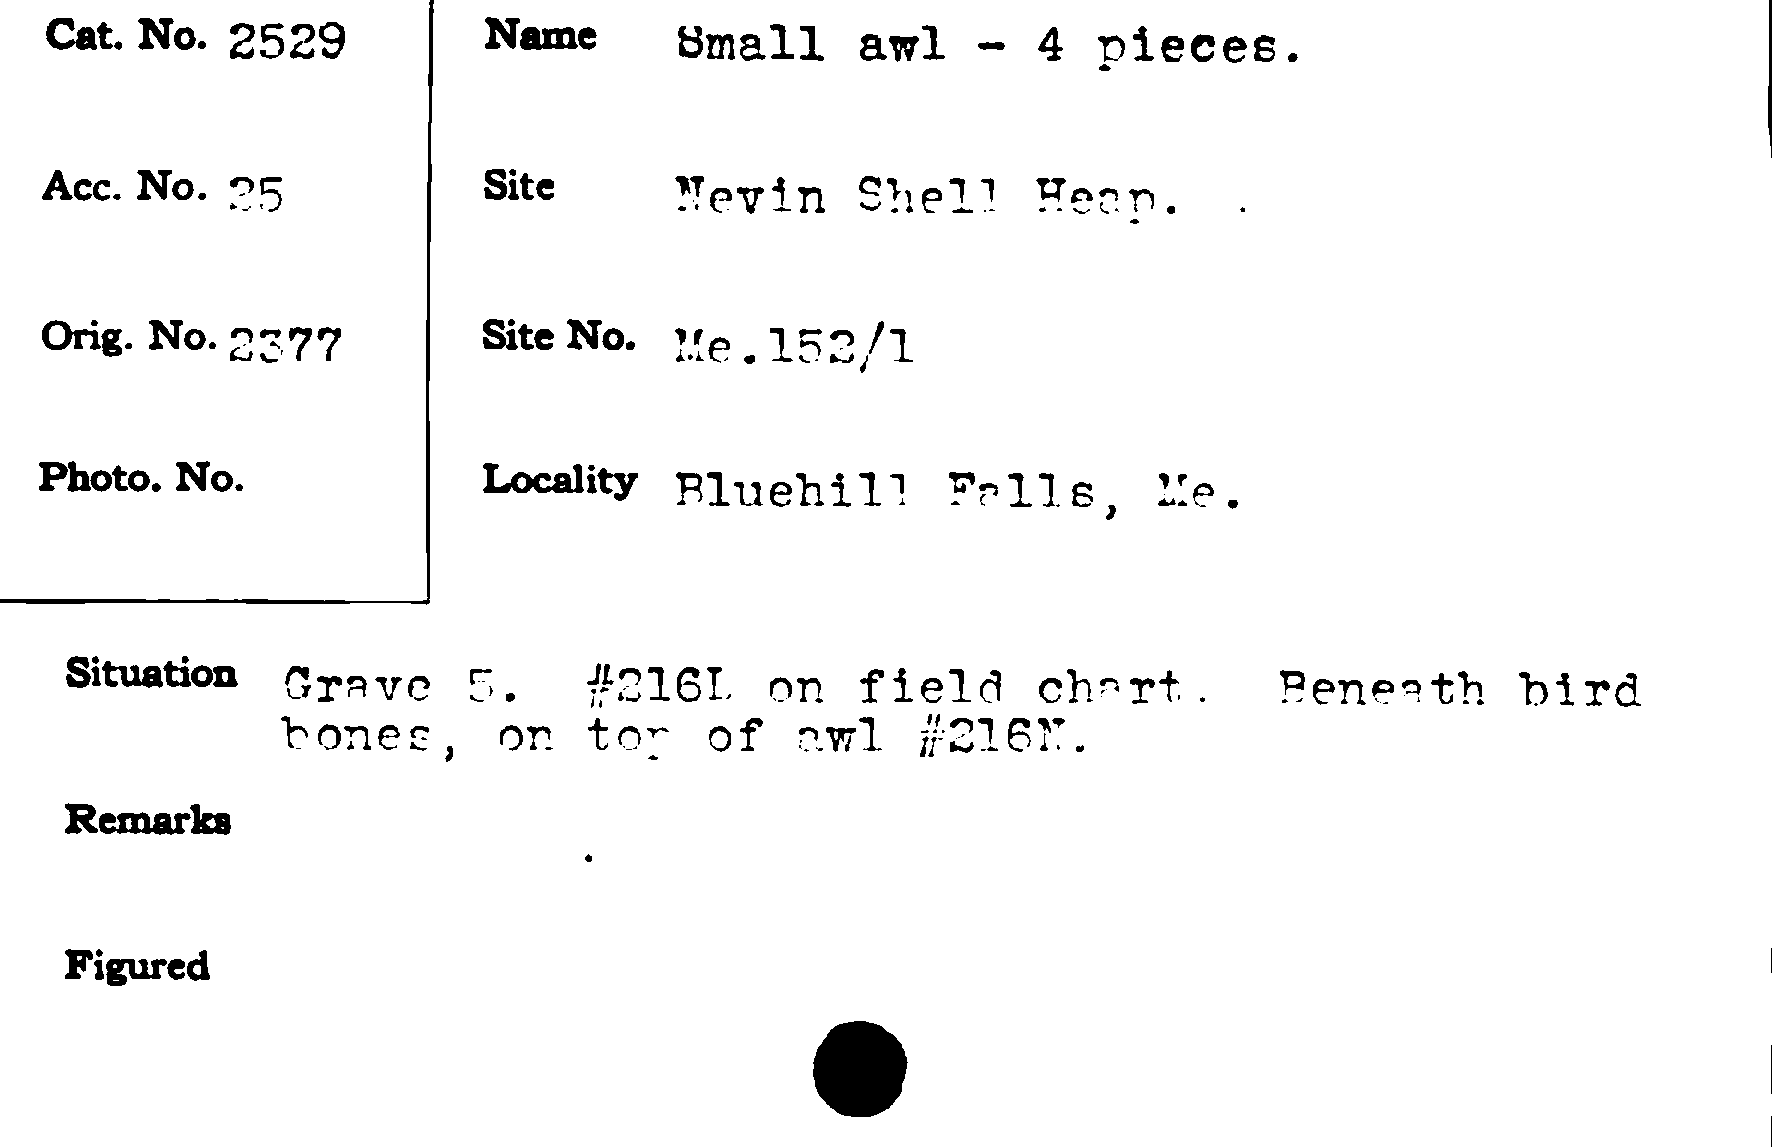 Cat. No. 2529
Name Small awl - 4 pieces.
Acc. No. 25
Site Nevin Shell Heap.
Orig. No. 2377
Site No. Me.152/1
Photo. No.
Locality Bluehill Falls, Me.
Situation Grave 5. #216L on field chart. Beneath bird
bones, on top of awl #216N.
Remarks
Figured